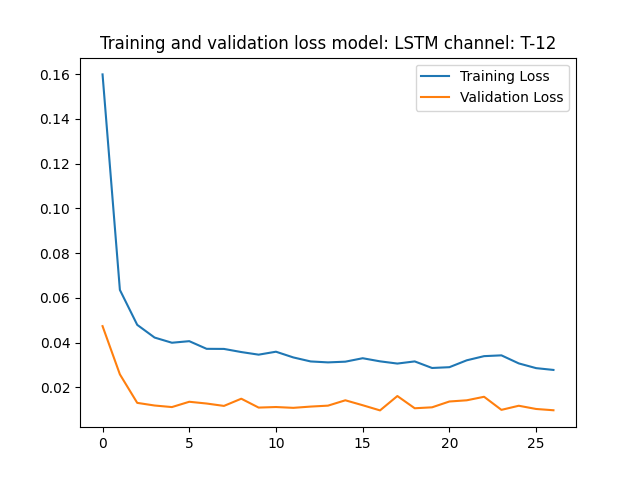 Training and validation loss model: LSTM channel: T-12
Training Loss
Validation Loss
0.16
0.14
0.12
0.10
0.08
0.06
0.04
0.02
0 5 10 15 20 25